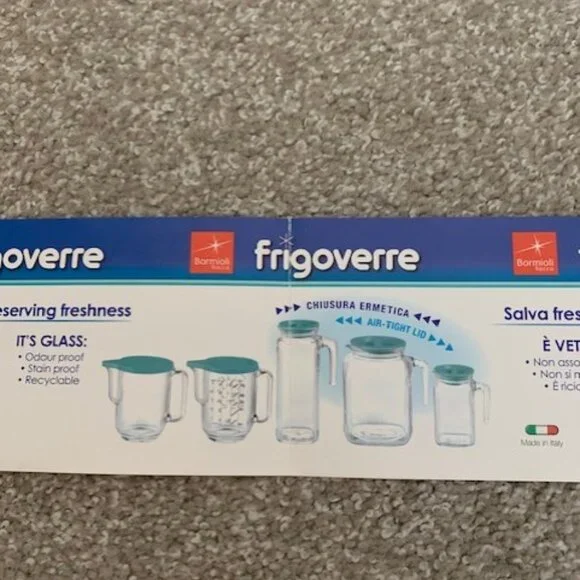 overre
Bormioli
Rocco
frigoverre
Bormioli
Rocco
eserving freshness
IT'S GLASS:
• Odour proof
• Stain proof
• Recyclable
CHIUSURA ERMETICA
AIR-TIGHT LID
Salva fres
È VET
• Non asso
• Non si m
• È rici
Made in Italy